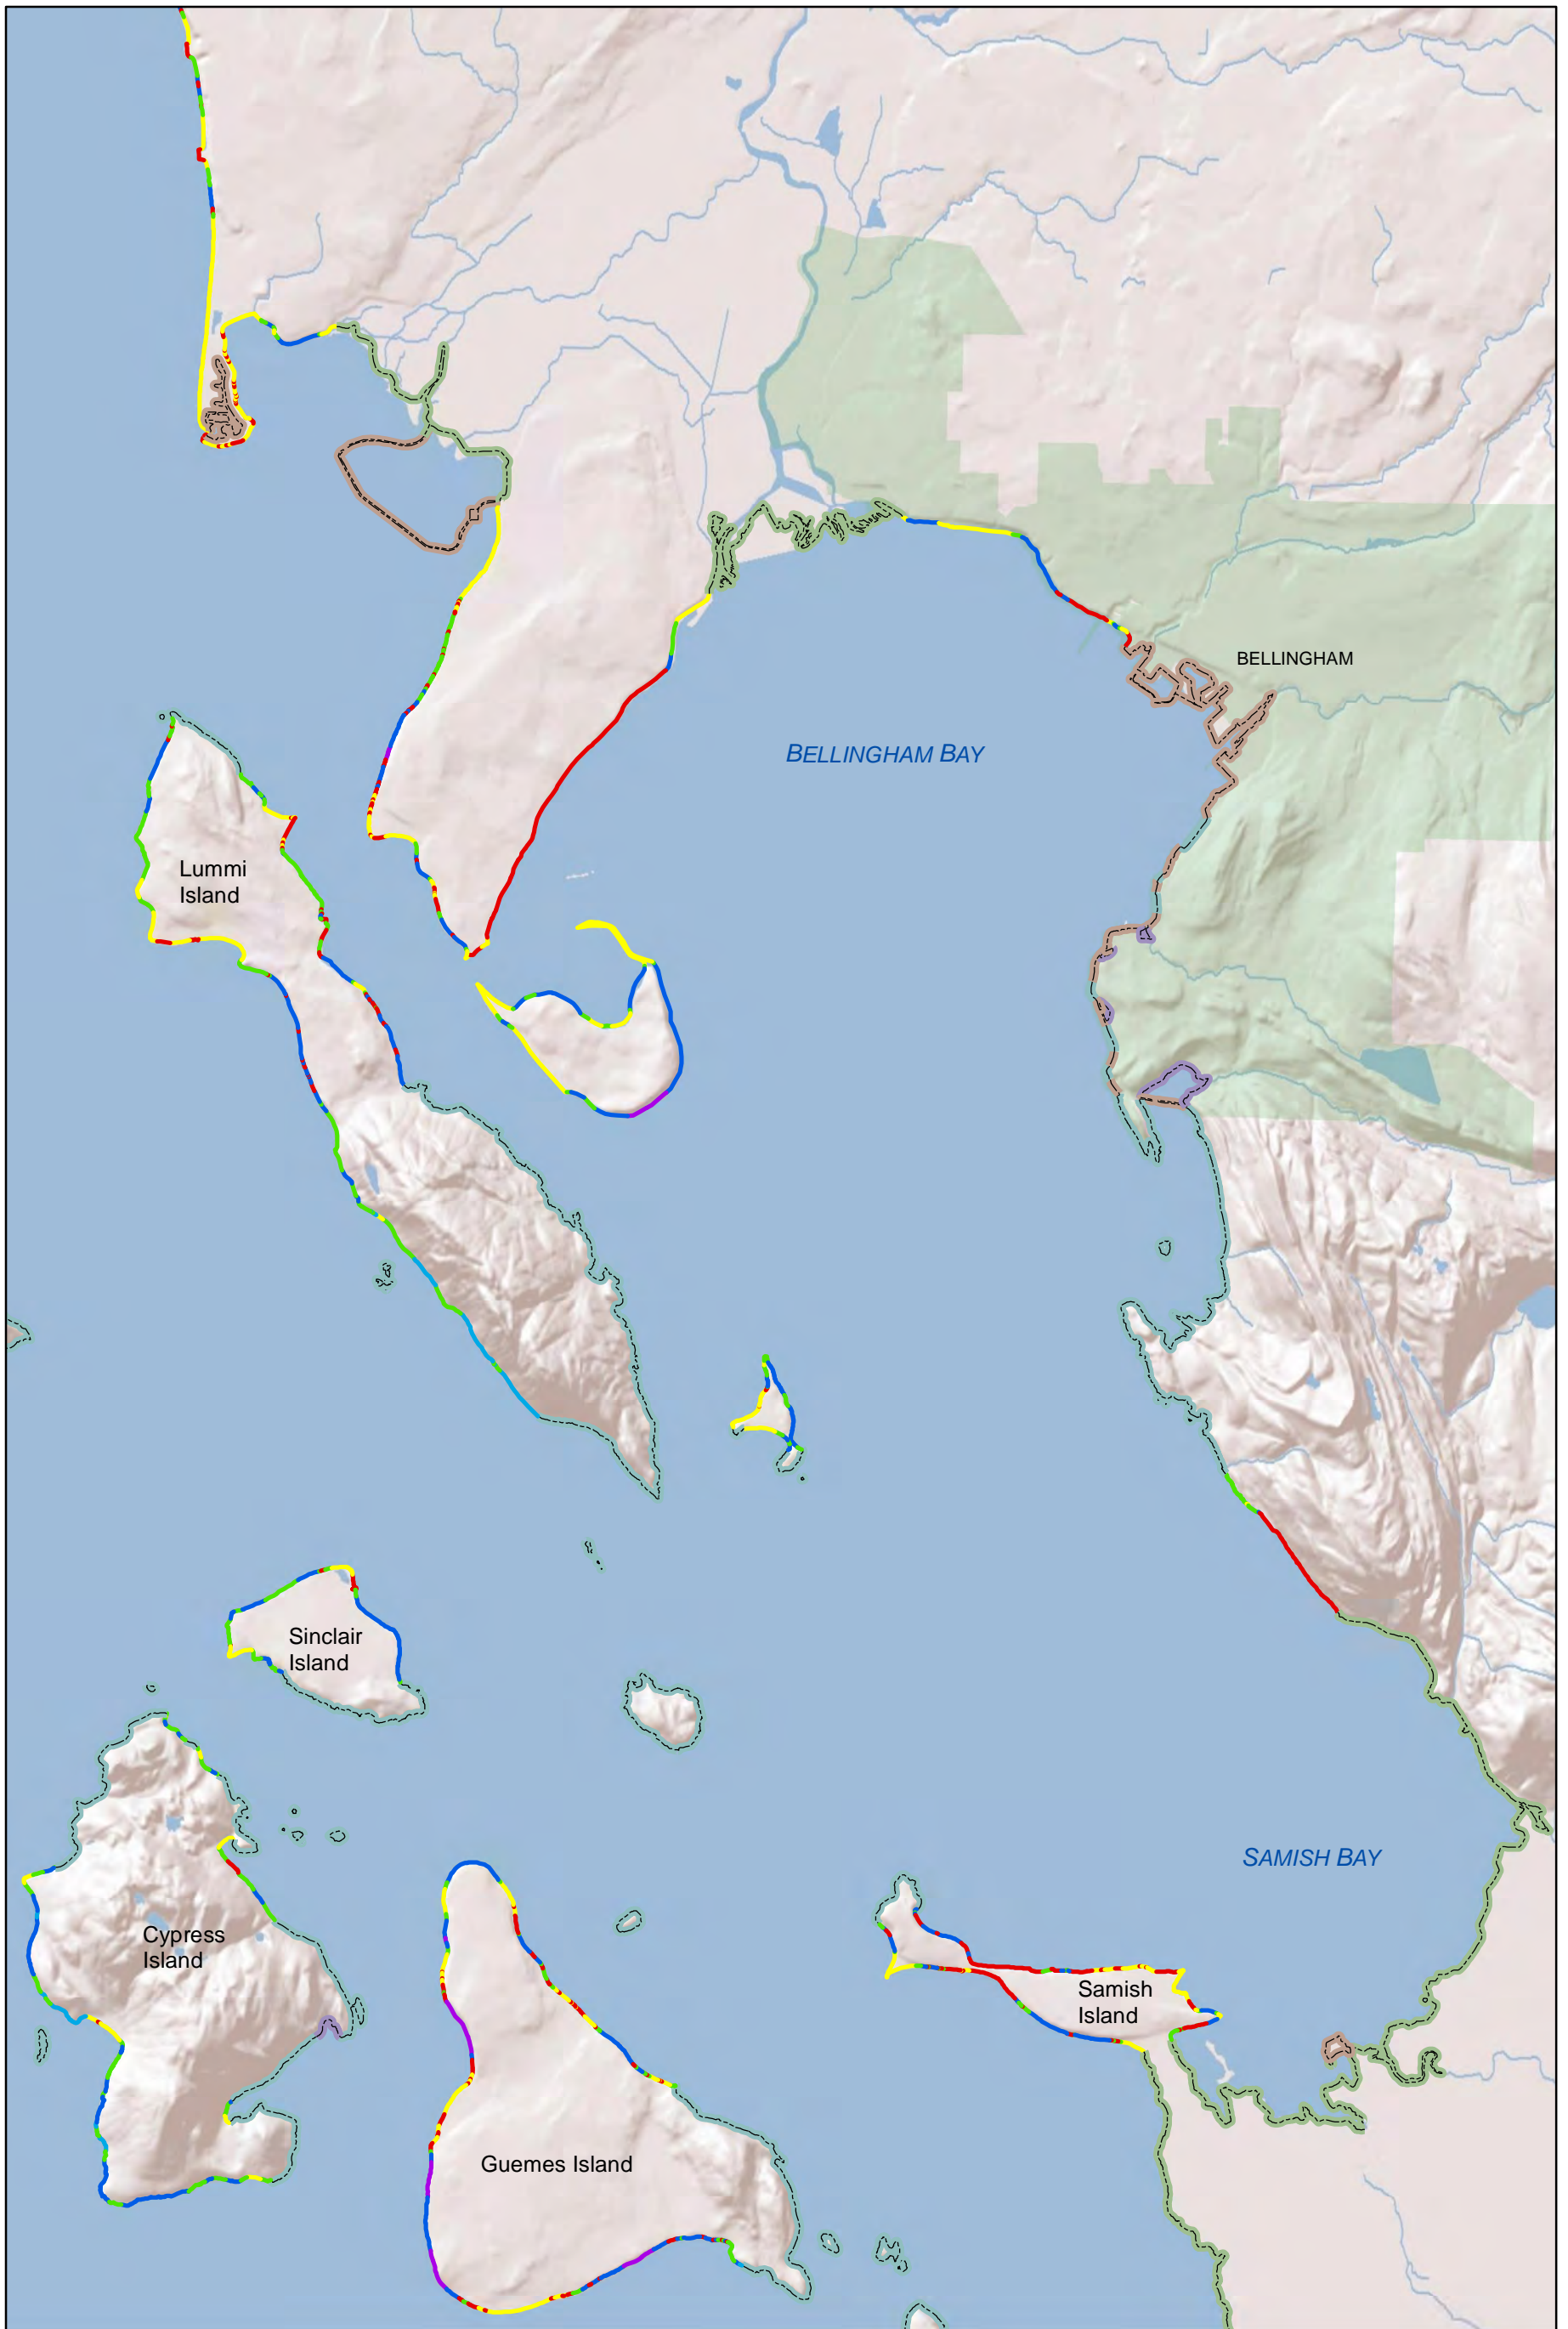 BELLINGHAM
BELLINGHAM BAY
Lummi
Island
Sinclair
Island
SAMISH BAY
Cypress
Island
Samish
Island
Guemes Island